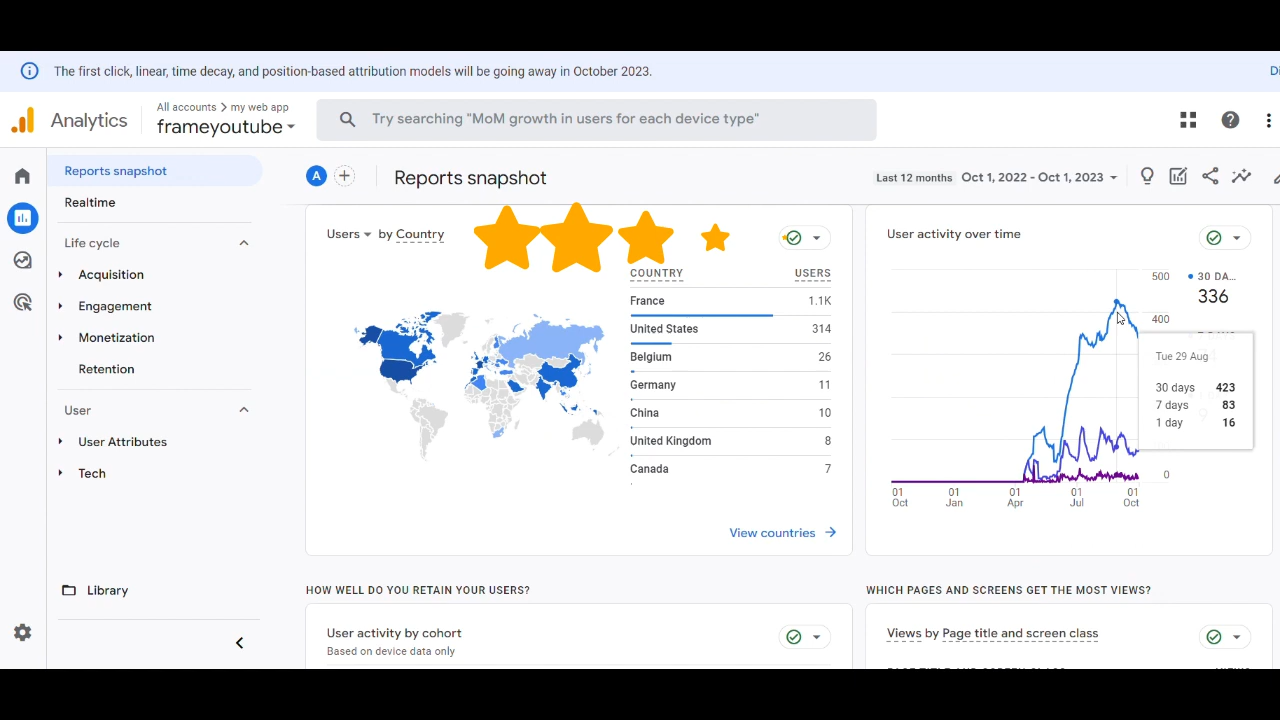 The first click, linear, time decay, and position-based attribution models will be going away in October 2023.
Analytics
All accounts > my web app
frameyoutube
Try searching "MoM growth in users for each device type"
Reports snapshot
Realtime
Life cycle
Acquisition
Engagement
Monetization
Retention
User
User Attributes
Tech
Library
A
Reports snapshot
Last 12 months Oct 1, 2022 - Oct 1, 2023
Users by Country
COUNTRY USERS
France 1.1K
United States 314
Belgium 26
Germany 11
China 10
United Kingdom 8
Canada 7
View countries
User activity over time
500
400
0
30 DA...
336
Tue 29 Aug
30 days 423
7 days 83
1 day 16
01 01 01 01 01
Oct Jan Apr Jul Oct
HOW WELL DO YOU RETAIN YOUR USERS?
User activity by cohort
Based on device data only
WHICH PAGES AND SCREENS GET THE MOST VIEWS?
Views by Page title and screen class